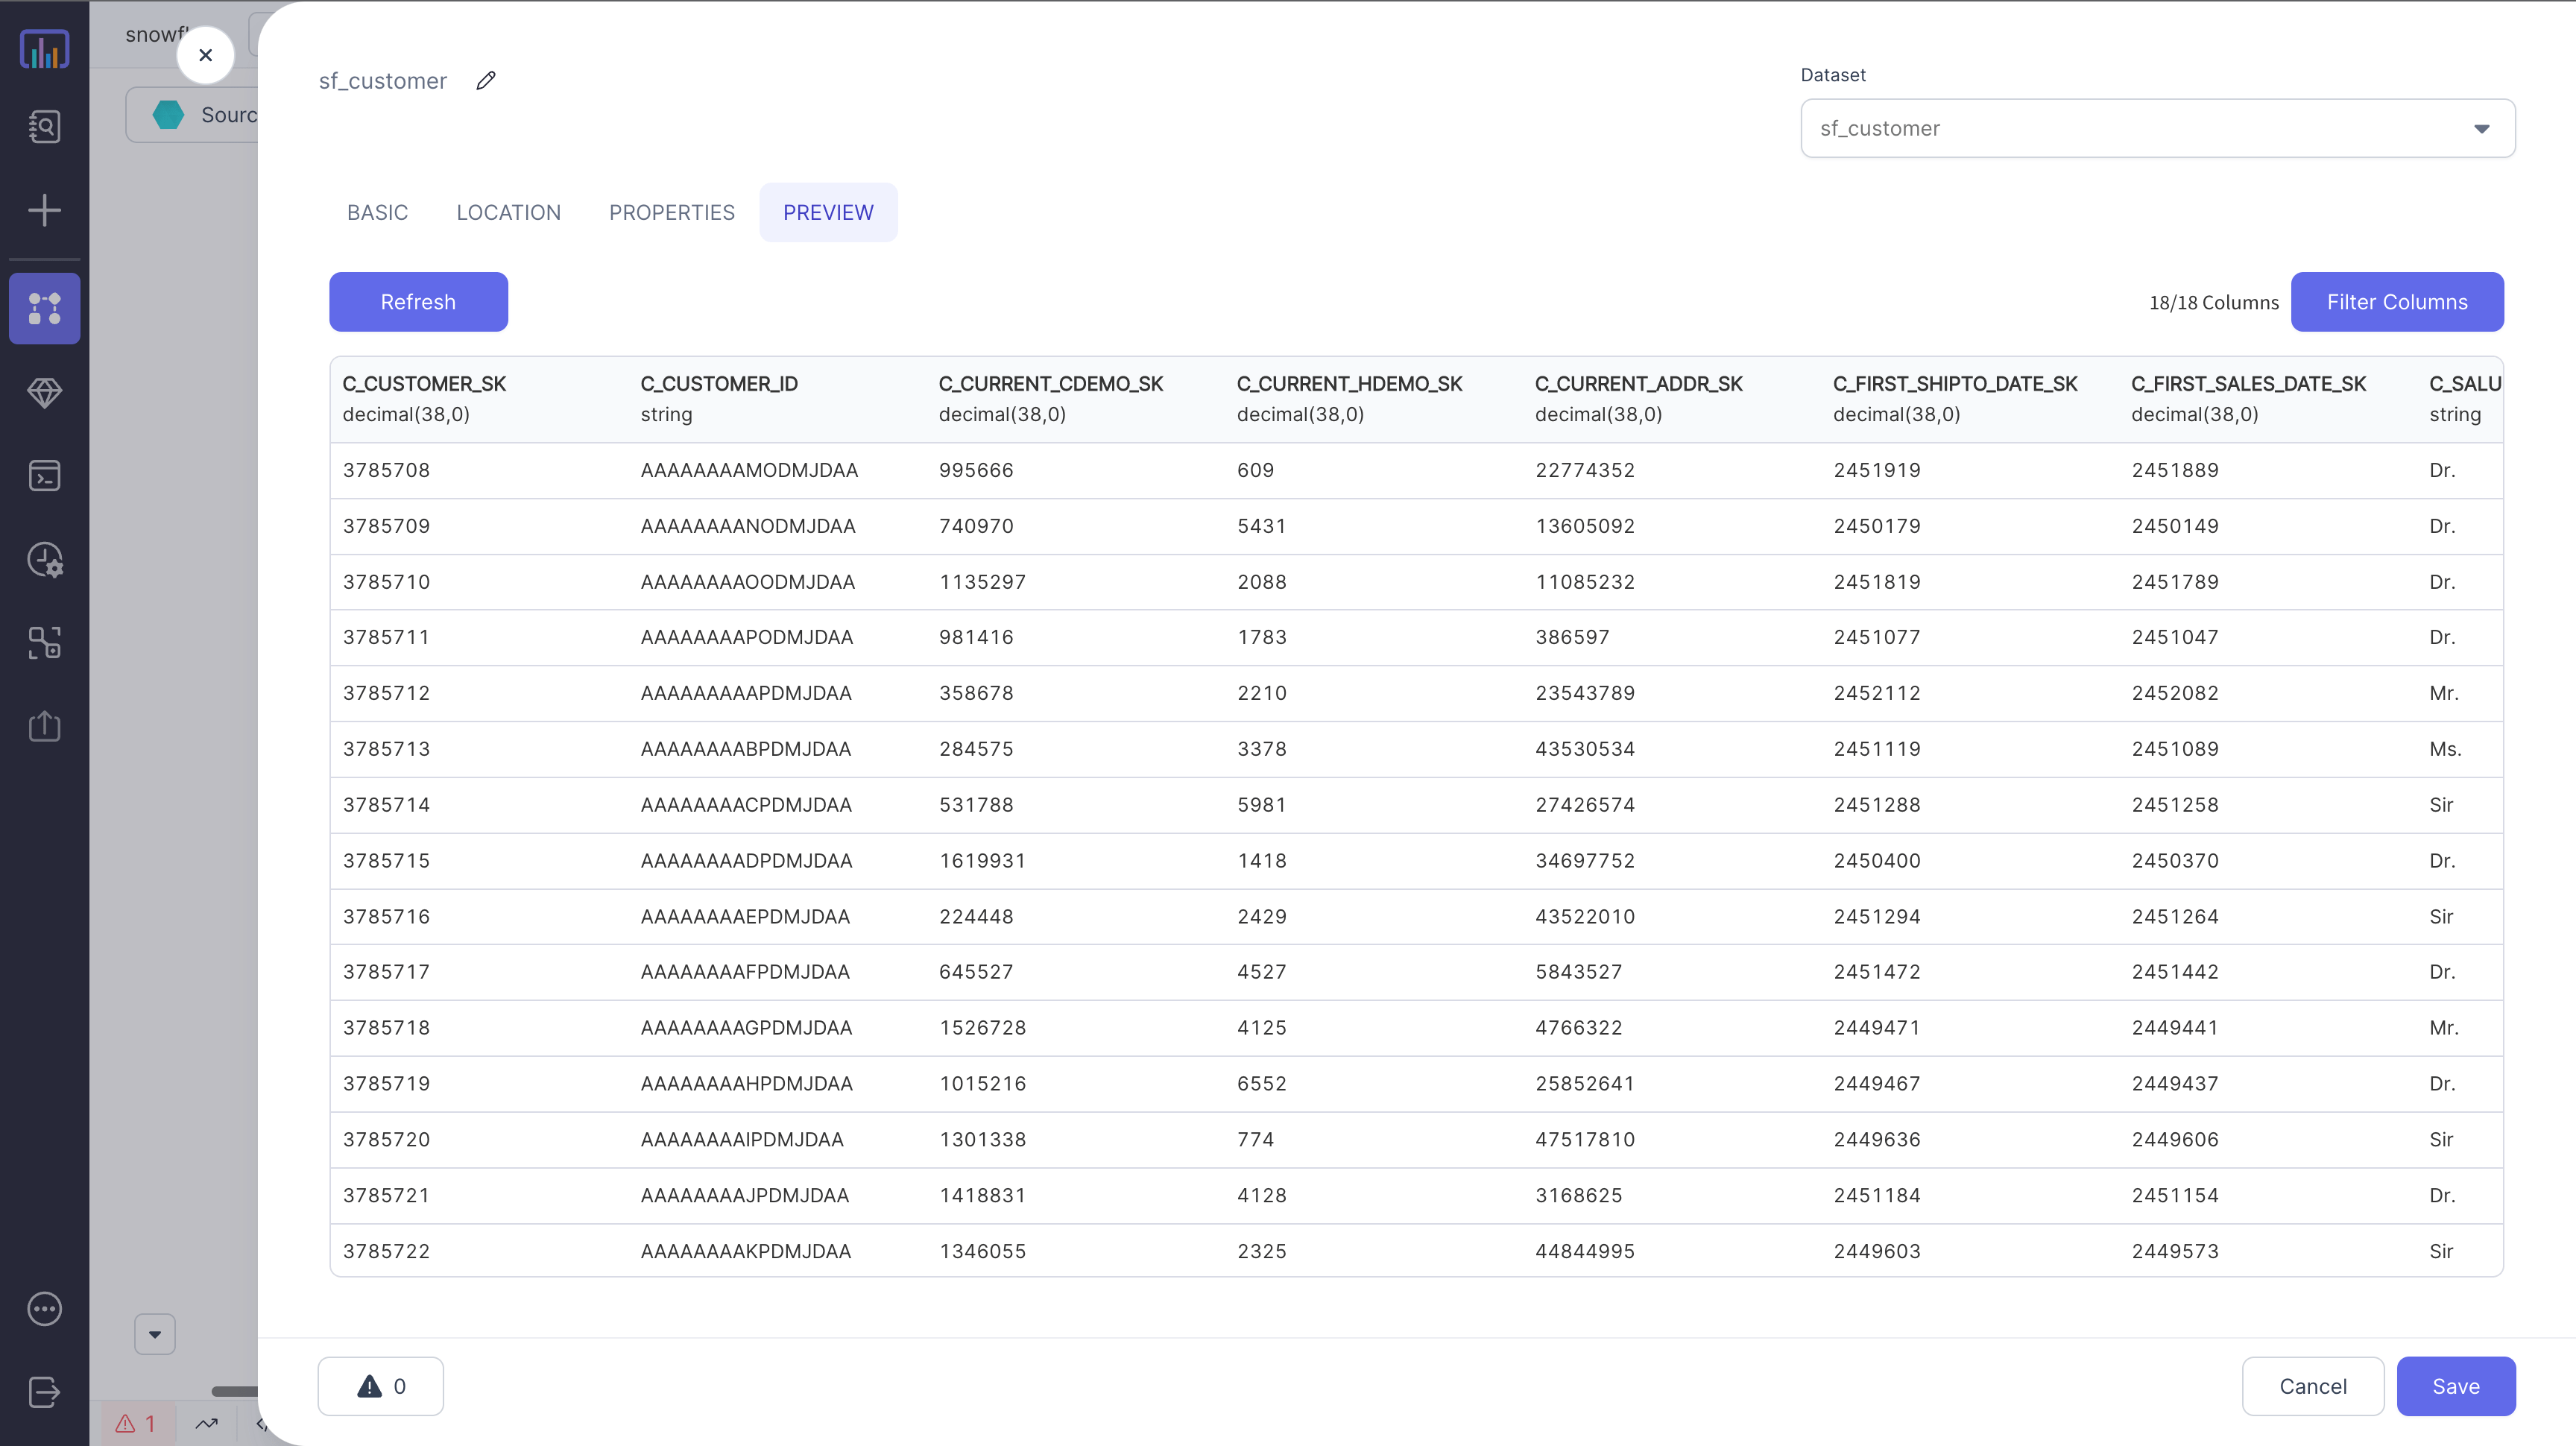 snowfl
Sourc
sf_customer
Dataset
sf_customer
BASIC LOCATION PROPERTIES PREVIEW
Refresh 18/18 Columns Filter Columns
C_CUSTOMER_SK C_CUSTOMER_ID C_CURRENT_CDEMO_SK C_CURRENT_HDEMO_SK C_CURRENT_ADDR_SK C_FIRST_SHIPTO_DATE_SK C_FIRST_SALES_DATE_SK C_SALU
decimal(38,0) string decimal(38,0) decimal(38,0) decimal(38,0) decimal(38,0) decimal(38,0) string
3785708 AAAAAAAAMODMJDAA 995666 609 22774352 2451919 2451889 Dr.
3785709 AAAAAAAANODMJDAA 740970 5431 13605092 2450179 2450149 Dr.
3785710 AAAAAAAAOODMJDAA 1135297 2088 11085232 2451819 2451789 Dr.
3785711 AAAAAAAAPODMJDAA 981416 1783 386597 2451077 2451047 Dr.
3785712 AAAAAAAAAPDMJDAA 358678 2210 23543789 2452112 2452082 Mr.
3785713 AAAAAAAABPDMJDAA 284575 3378 43530534 2451119 2451089 Ms.
3785714 AAAAAAAACPDMJDAA 531788 5981 27426574 2451288 2451258 Sir
3785715 AAAAAAAADPDMJDAA 1619931 1418 34697752 2450400 2450370 Dr.
3785716 AAAAAAAAEPDMJDAA 224448 2429 43522010 2451294 2451264 Sir
3785717 AAAAAAAAFPDMJDAA 645527 4527 5843527 2451472 2451442 Dr.
3785718 AAAAAAAAGPDMJDAA 1526728 4125 4766322 2449471 2449441 Mr.
3785719 AAAAAAAAHPDMJDAA 1015216 6552 25852641 2449467 2449437 Dr.
3785720 AAAAAAAAIPDMJDAA 1301338 774 47517810 2449636 2449606 Sir
3785721 AAAAAAAAJPDMJDAA 1418831 4128 3168625 2451184 2451154 Dr.
3785722 AAAAAAAAKPDMJDAA 1346055 2325 44844995 2449603 2449573 Sir
0 Cancel Save
1